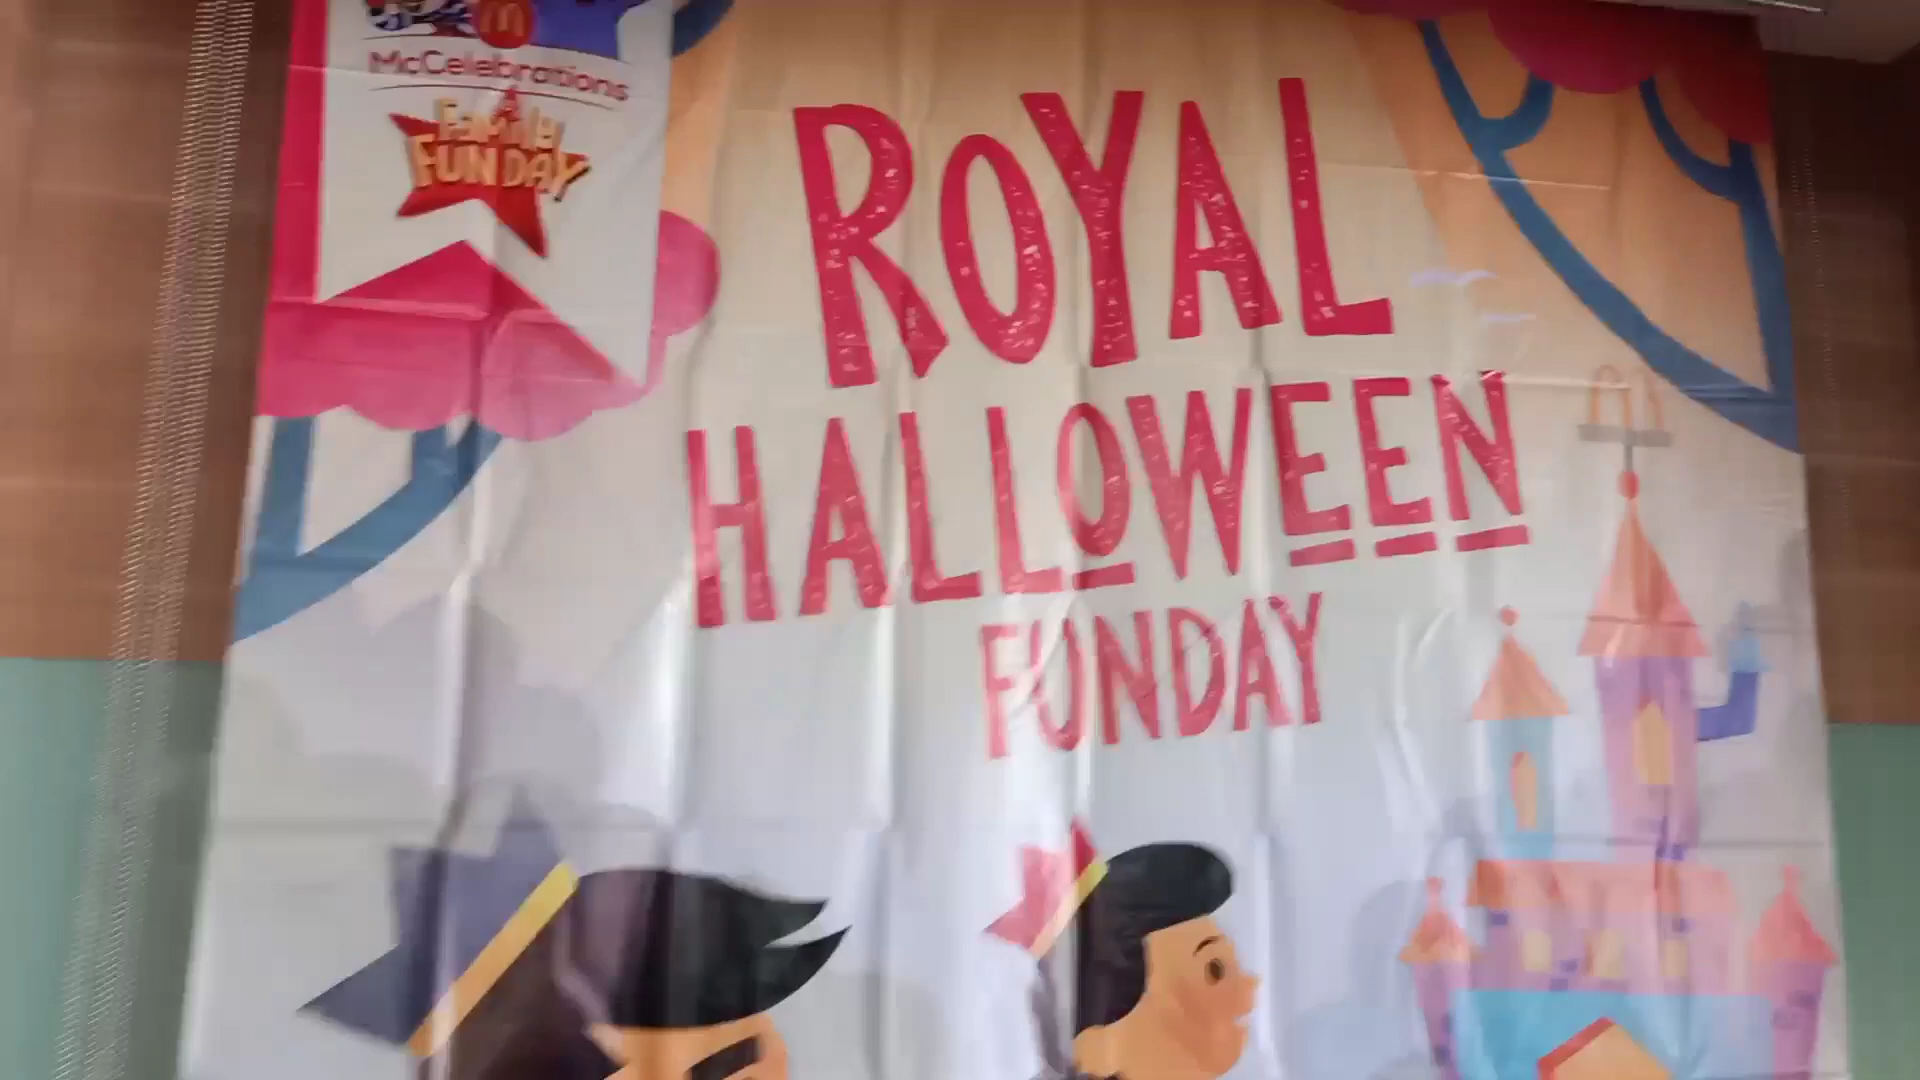 McCelebrations
Family
FUN DAY
ROYAL
HALLOWEEN
FUNDAY